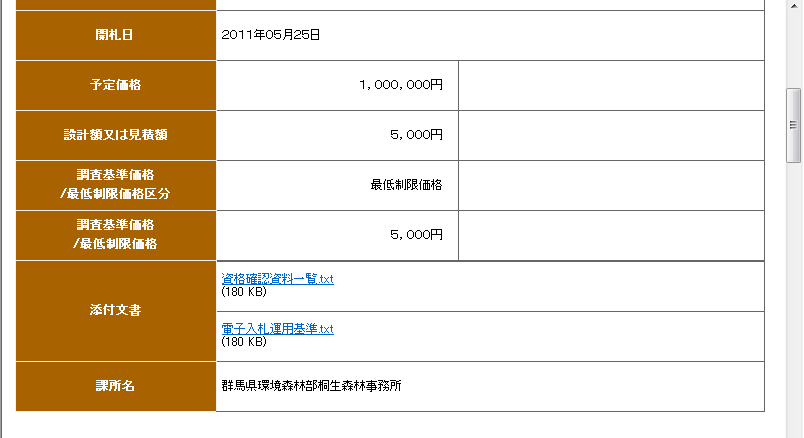 開札日
2011年05月25日
予定価格
1,000,000円
設計額又は見積額
5,000円
調査基準価格
/最低制限価格区分
最低制限価格
調査基準価格
/最低制限価格
5,000円
添付文書
資格確認資料一覧.txt
(180 KB)
電子入札運用基準.txt
(180 KB)
課所名
群馬県環境森林部桐生森林事務所